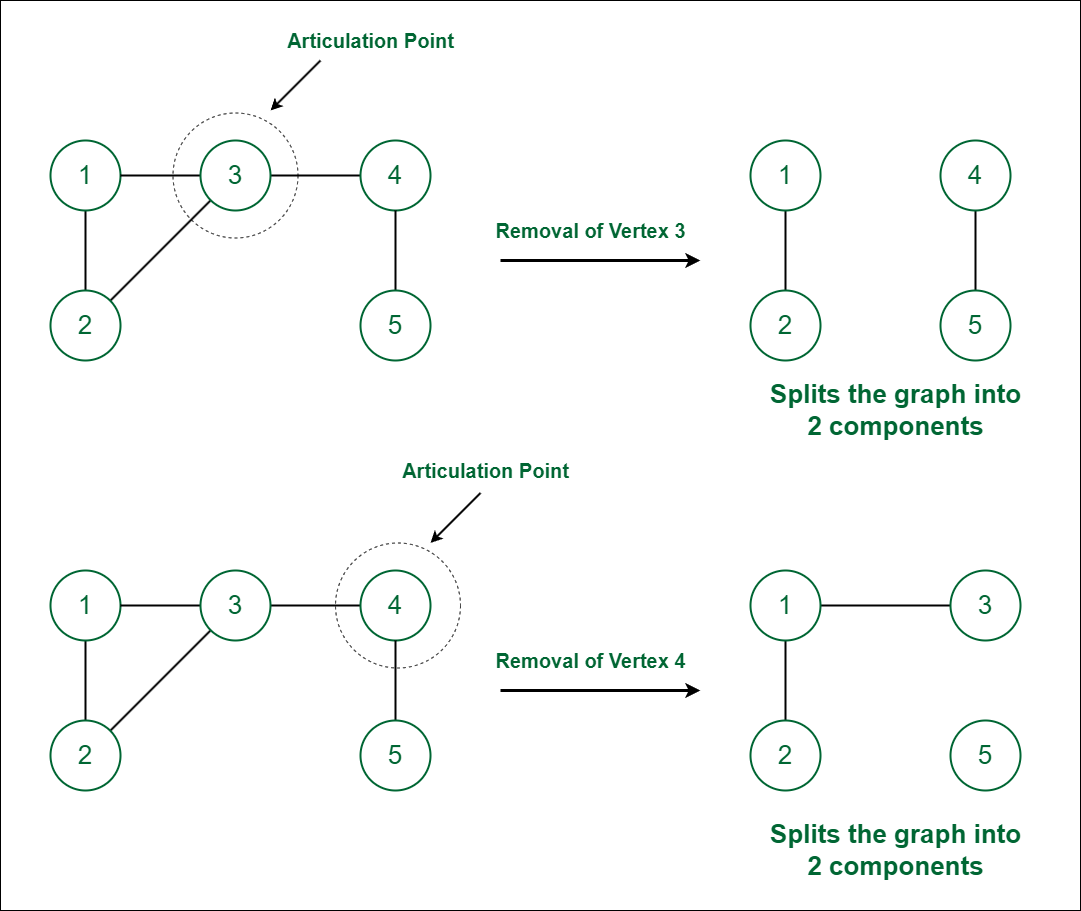 Articulation Point
1 3 4
Removal of Vertex 3
2 5
1 4
2 5
Splits the graph into
2 components
Articulation Point
1 3 4
Removal of Vertex 4
2 5
1 3
2 5
Splits the graph into
2 components